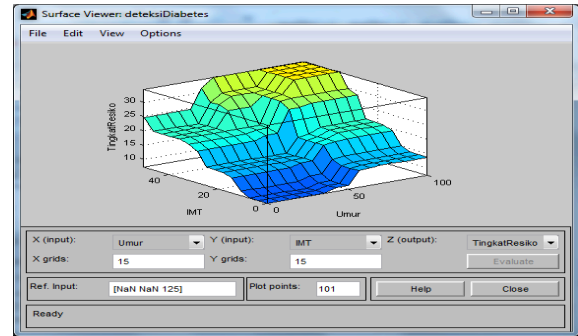 Surface Viewer: deteksiDiabetes
File Edit View Options
30
25
20
15
10
TingkatResiko
40
20
0
IMT
0
50
100
Umur
X (input): Umur Y (input): IMT Z (output): TingkatResiko
X grids: 15 Y grids: 15 Evaluate
Ref. Input: [NaN NaN 125] Plot points: 101 Help Close
Ready